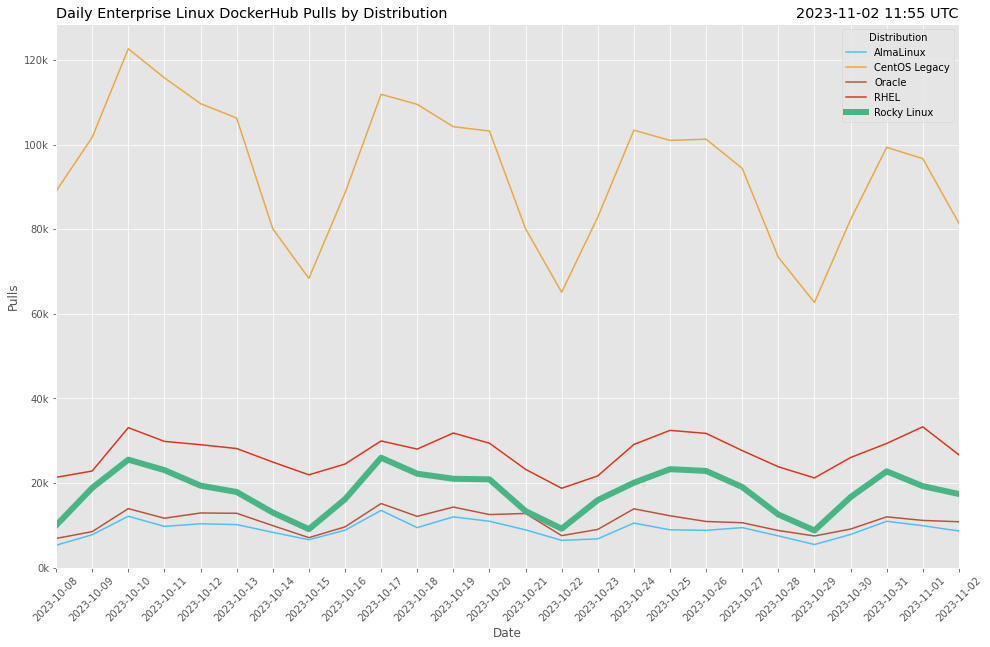 Daily Enterprise Linux DockerHub Pulls by Distribution
2023-11-02 11:55 UTC
Distribution
AlmaLinux
CentOS Legacy
Oracle
RHEL
Rocky Linux
Pulls
120k
100k
80k
60k
40k
20k
0k
2023-10-08
2023-10-09
2023-10-10
2023-10-11
2023-10-12
2023-10-13
2023-10-14
2023-10-15
2023-10-16
2023-10-17
2023-10-18
2023-10-19
2023-10-20
2023-10-21
2023-10-22
2023-10-23
2023-10-24
2023-10-25
2023-10-26
2023-10-27
2023-10-28
2023-10-29
2023-10-30
2023-10-31
2023-11-01
2023-11-02
Date